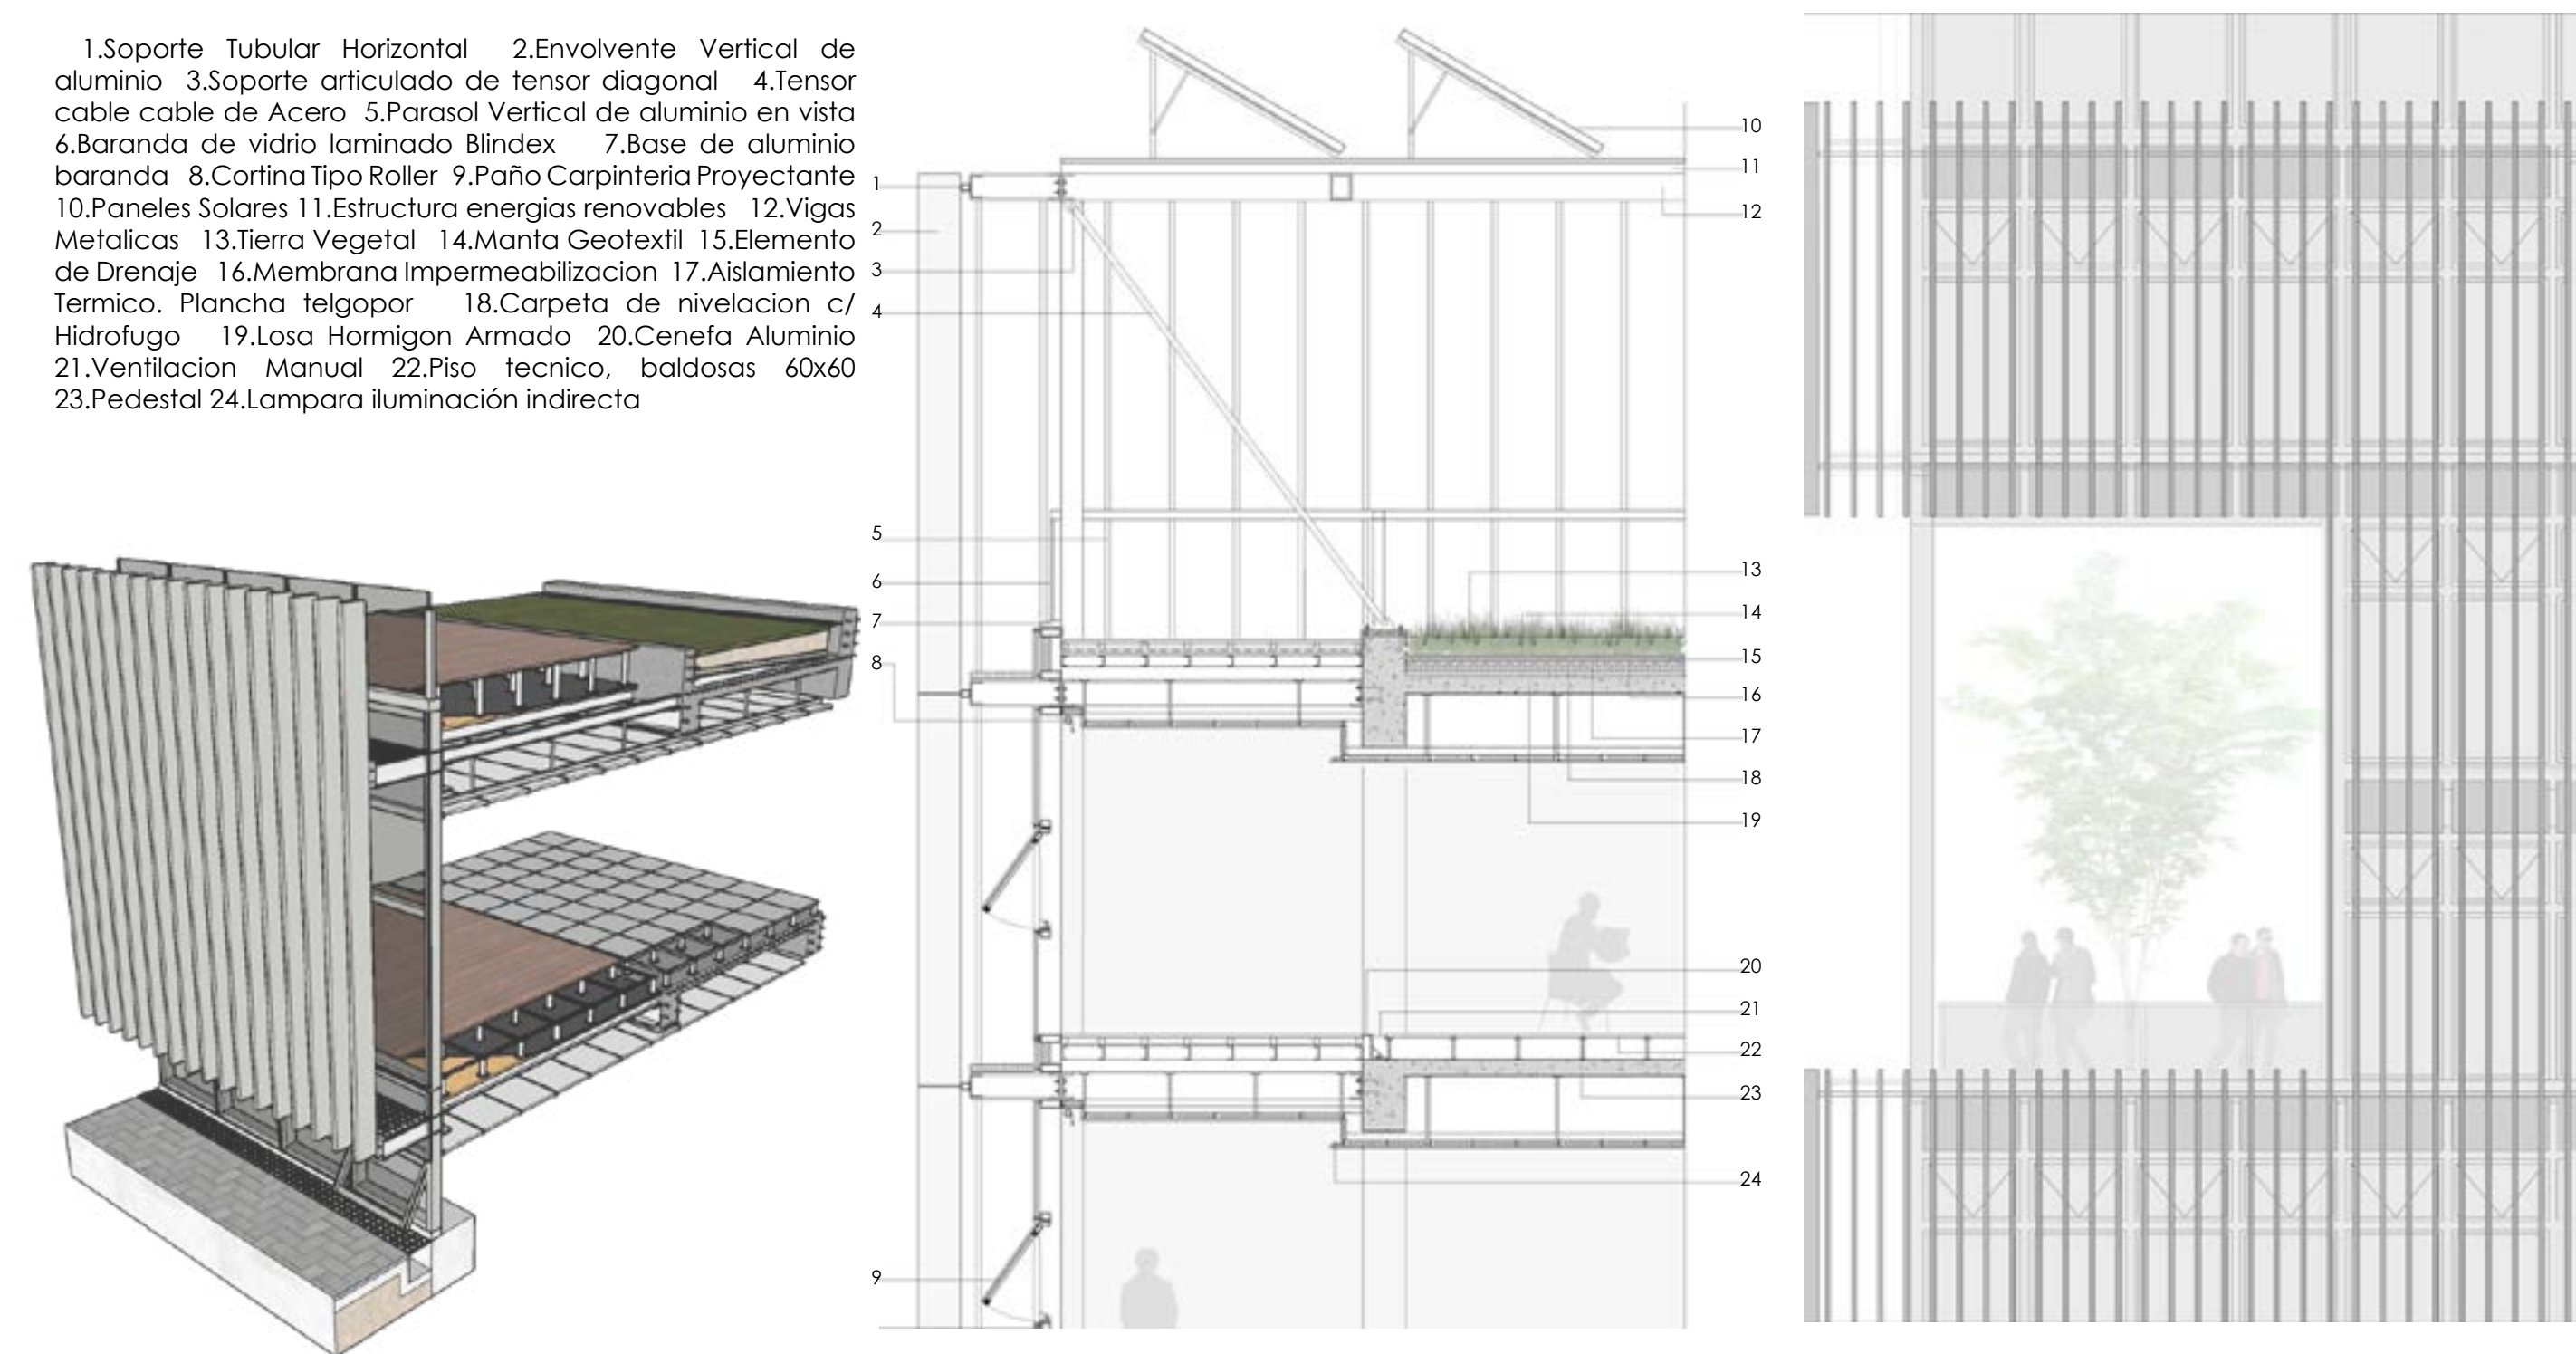 1.Soporte Tubular Horizontal 2.Envolvente Vertical de
aluminio 3.Soporte articulado de tensor diagonal 4.Tensor
cable cable de Acero 5.Parasol Vertical de aluminio en vista
6.Baranda de vidrio laminado Blindex 7.Base de aluminio
baranda 8.Cortina Tipo Roller 9.Paño Carpinteria Proyectante
10.Paneles Solares 11.Estructura energias renovables 12.Vigas
Metalicas 13.Tierra Vegetal 14.Manta Geotextil 15.Elemento
de Drenaje 16.Membrana Impermeabilizacion 17.Aislamiento
Termico. Plancha telgopor 18.Carpeta de nivelacion c/
Hidrofugo 19.Losa Hormigon Armado 20.Cenefa Aluminio
21.Ventilacion Manual 22.Piso tecnico, baldosas 60x60
23.Pedestal 24.Lampara iluminación indirecta
1
2
3
4
5
6
7
8
9
10
11
12
13
14
15
16
17
18
19
20
21
22
23
24